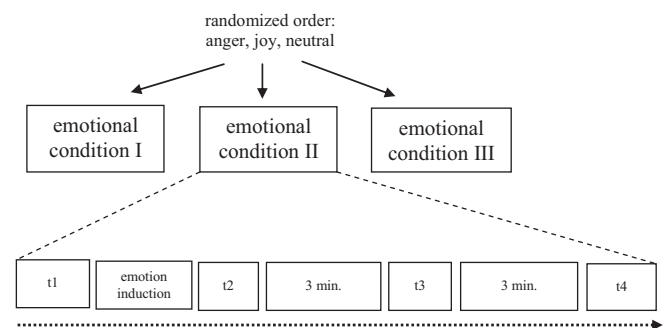 randomized order:
anger, joy, neutral
emotional
condition I
emotional
condition II
emotional
condition III
t1
emotion
induction
t2
3 min.
t3
3 min.
t4